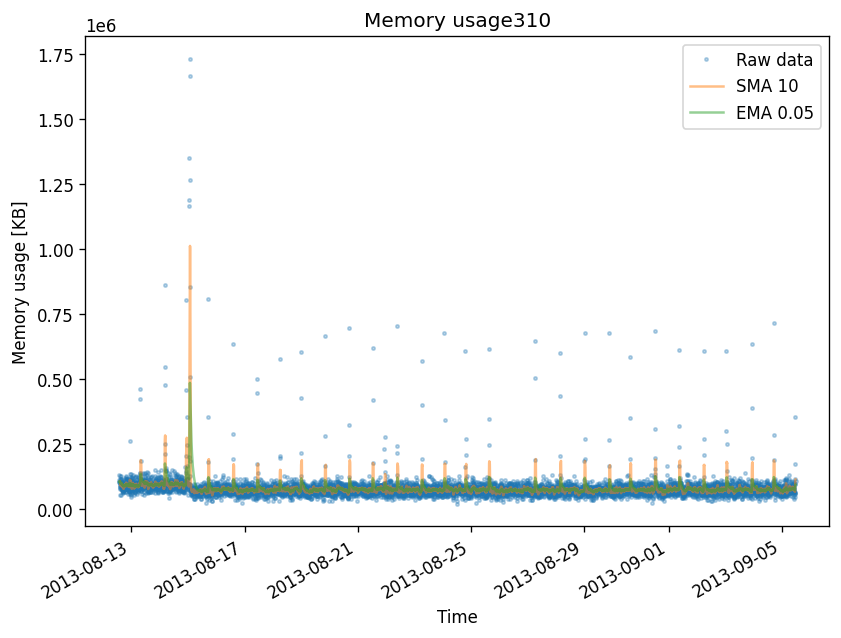 Memory usage310
1e6
Raw data
SMA 10
EMA 0.05
1.75
1.50
1.25
1.00
0.75
0.50
0.25
0.00
Memory usage [KB]
2013-08-13
2013-08-17
2013-08-21
2013-08-25
2013-08-29
2013-09-01
2013-09-05
Time